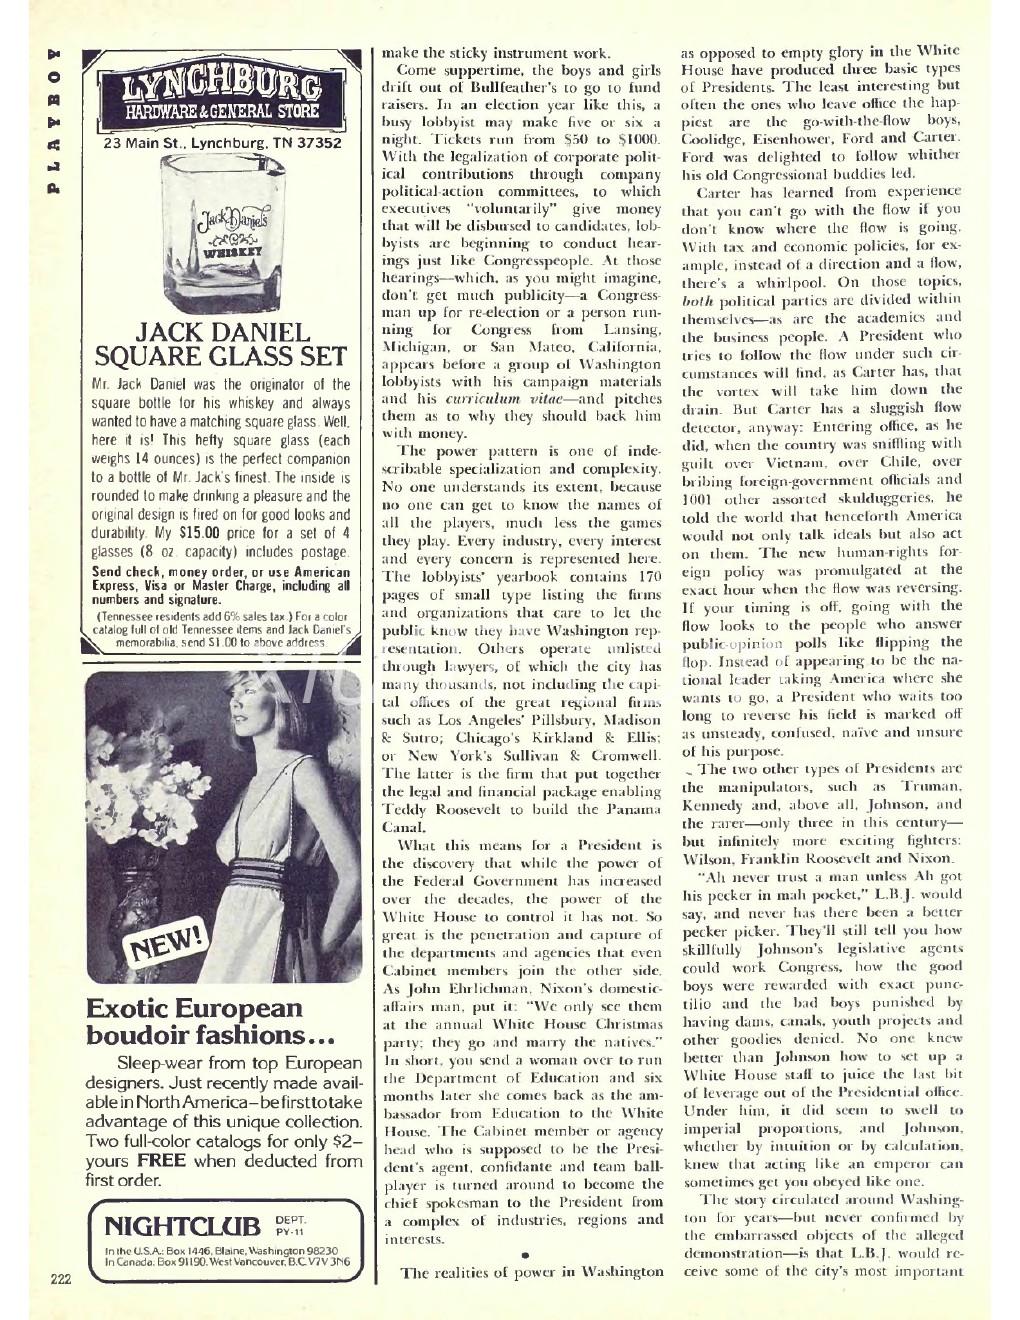 PLAYBOY
LYNCHBURG
HARDWARE & GENERAL STORE
23 Main St., Lynchburg, TN 37352
Jack Daniel's
WHISKEY
JACK DANIEL
SQUARE GLASS SET
Mr. Jack Daniel was the originator of the
square bottle for his whiskey and always
wanted to have a matching square glass. Well,
here it is! This hefty square glass (each
weighs 14 ounces) is the perfect companion
to a bottle of Mr. Jack's finest. The inside is
rounded to make drinking a pleasure and the
original design is fired on for good looks and
durability. My $15.00 price for a set of 4
glasses (8 oz. capacity) includes postage.
Send check, money order, or use American
Express, Visa or Master Charge, including all
numbers and signature.
(Tennessee residents add 6% sales tax.) For a color
catalog full of old Tennessee items and Jack Daniel's
memorabilia, send $1.00 to above address.
NEW!
Exotic European
boudoir fashions...
Sleep-wear from top European
designers. Just recently made avail-
able in North America—be first to take
advantage of this unique collection.
Two full-color catalogs for only $2—
yours FREE when deducted from
first order.
NIGHTCLUB DEPT.
PY-11
In the U.S.A.: Box 1446, Blaine, Washington 98230
In Canada: Box 91190, West Vancouver, B.C. V7V 3N6
222
make the sticky instrument work.
Come suppertime, the boys and girls
drift out of Bullfeather's to go to fund
raisers. In an election year like this, a
busy lobbyist may make five or six a
night. Tickets run from $50 to $1000.
With the legalization of corporate polit-
ical contributions through company
political-action committees, to which
executives "voluntarily" give money
that will be disbursed to candidates, lob-
byists are beginning to conduct hear-
ings just like Congresspeople. At those
hearings—which, as you might imagine,
don't get much publicity—a Congress-
man up for re-election or a person run-
ning for Congress from Lansing,
Michigan, or San Mateo, California,
appears before a group of Washington
lobbyists with his campaign materials
and his curriculum vitae—and pitches
them as to why they should back him
with money.
The power pattern is one of inde-
scribable specialization and complexity.
No one understands its extent, because
no one can get to know the names of
all the players, much less the games
they play. Every industry, every interest
and every concern is represented here.
The lobbyists' yearbook contains 170
pages of small type listing the firms
and organizations that care to let the
public know they have Washington rep-
resentation. Others operate unlisted
through lawyers, of which the city has
many thousands, not including the capi-
tal offices of the great regional firms
such as Los Angeles' Pillsbury, Madison
& Sutro; Chicago's Kirkland & Ellis;
or New York's Sullivan & Cromwell.
The latter is the firm that put together
the legal and financial package enabling
Teddy Roosevelt to build the Panama
Canal.
What this means for a President is
the discovery that while the power of
the Federal Government has increased
over the decades, the power of the
White House to control it has not. So
great is the penetration and capture of
the departments and agencies that even
Cabinet members join the other side.
As John Ehrlichman, Nixon's domestic-
affairs man, put it: "We only see them
at the annual White House Christmas
party; they go and marry the natives."
In short, you send a woman over to run
the Department of Education and six
months later she comes back as the am-
bassador from Education to the White
House. The Cabinet member or agency
head who is supposed to be the Presi-
dent's agent, confidante and team ball-
player is turned around to become the
chief spokesman to the President from
a complex of industries, regions and
interests.
•
The realities of power in Washington
as opposed to empty glory in the White
House have produced three basic types
of Presidents. The least interesting but
often the ones who leave office the hap-
piest are the go-with-the-flow boys,
Coolidge, Eisenhower, Ford and Carter.
Ford was delighted to follow whither
his old Congressional buddies led.
Carter has learned from experience
that you can't go with the flow if you
don't know where the flow is going.
With tax and economic policies, for ex-
ample, instead of a direction and a flow,
there's a whirlpool. On those topics,
both political parties are divided within
themselves—as are the academics and
the business people. A President who
tries to follow the flow under such cir-
cumstances will find, as Carter has, that
the vortex will take him down the
drain. But Carter has a sluggish flow
detector, anyway: Entering office, as he
did, when the country was sniffling with
guilt over Vietnam, over Chile, over
bribing foreign-government officials and
1001 other assorted skulduggeries, he
told the world that henceforth America
would not only talk ideals but also act
on them. The new human-rights for-
eign policy was promulgated at the
exact hour when the flow was reversing.
If your timing is off, going with the
flow looks to the people who answer
public-opinion polls like flipping the
flop. Instead of appearing to be the na-
tional leader taking America where she
wants to go, a President who waits too
long to reverse his field is marked off
as unsteady, confused, naïve and unsure
of his purpose.
The two other types of Presidents are
the manipulators, such as Truman,
Kennedy and, above all, Johnson, and
the rarer—only three in this century—
but infinitely more exciting fighters:
Wilson, Franklin Roosevelt and Nixon.
"Ah never trust a man unless Ah got
his pecker in mah pocket," L.B.J. would
say, and never has there been a better
pecker picker. They'll still tell you how
skillfully Johnson's legislative agents
could work Congress, how the good
boys were rewarded with exact punc-
tilio and the bad boys punished by
having dams, canals, youth projects and
other goodies denied. No one knew
better than Johnson how to set up a
White House staff to juice the last bit
of leverage out of the Presidential office.
Under him, it did seem to swell to
imperial proportions, and Johnson,
whether by intuition or by calculation,
knew that acting like an emperor can
sometimes get you obeyed like one.
The story circulated around Washing-
ton for years—but never confirmed by
the embarrassed objects of the alleged
demonstration—is that L.B.J. would re-
ceive some of the city's most important